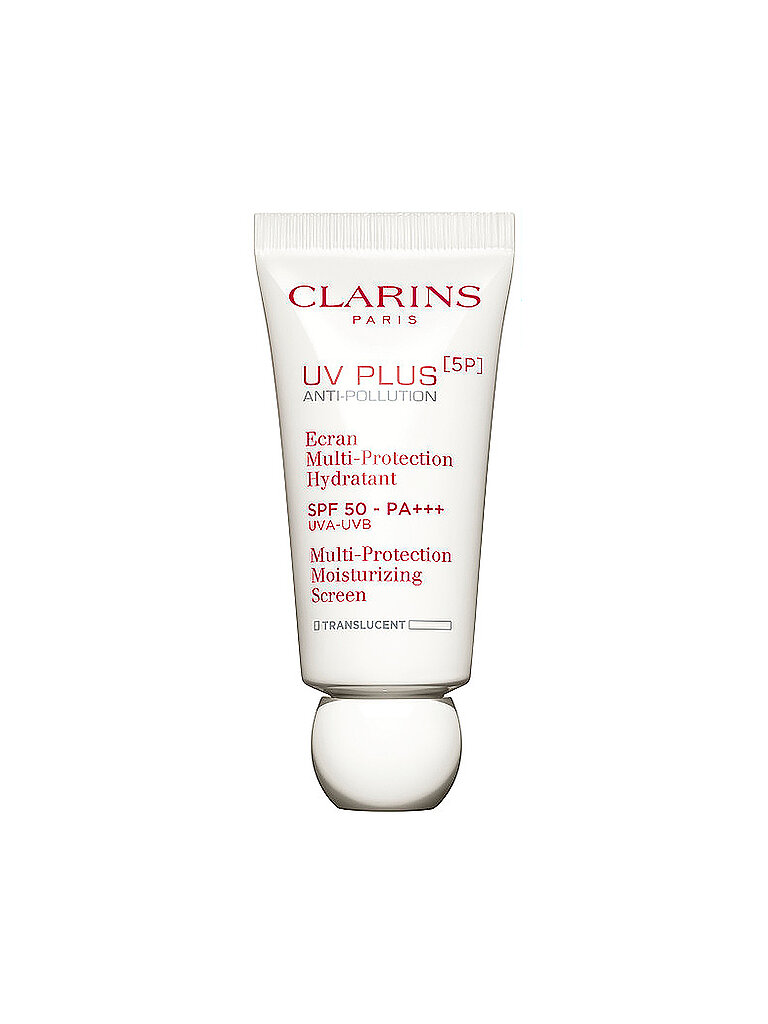 CLARINS
PARIS
UV PLUS [5P]
ANTI-POLLUTION
Ecran
Multi-Protection
Hydratant
SPF 50 - PA+++
UVA-UVB
Multi-Protection
Moisturizing
Screen
TRANSLUCENT